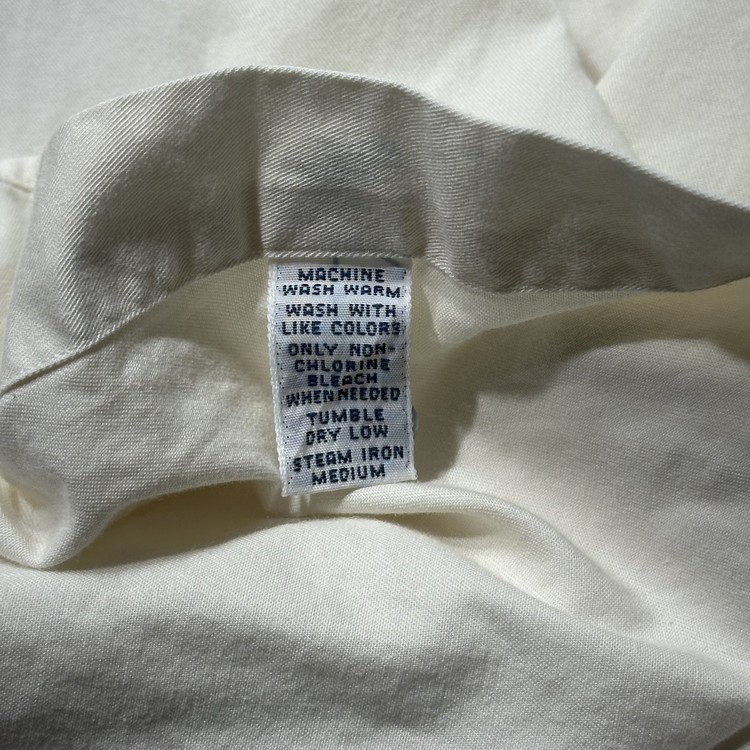 MACHINE
WASH WARM
WASH WITH
LIKE COLORS
ONLY NON-
CHLORINE
BLEACH
WHEN NEEDED
TUMBLE
DRY LOW
STEAM IRON
MEDIUM